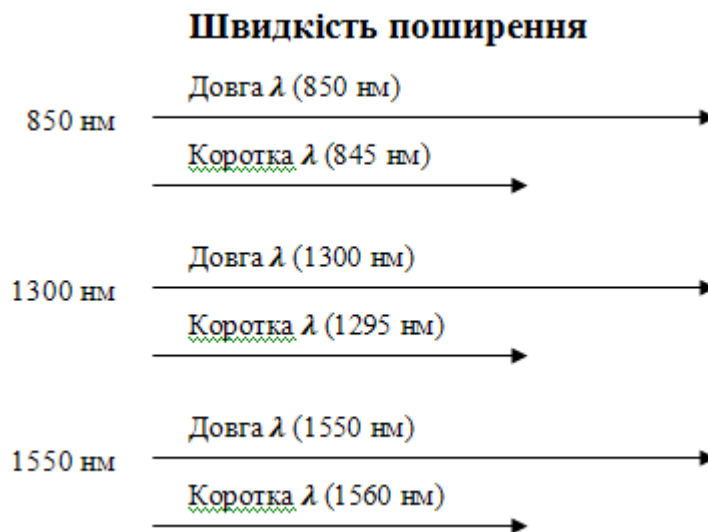 Швидкість поширення
Довга λ (850 нм)
850 нм
Коротка λ (845 нм)
Довга λ (1300 нм)
1300 нм
Коротка λ (1295 нм)
Довга λ (1550 нм)
1550 нм
Коротка λ (1560 нм)